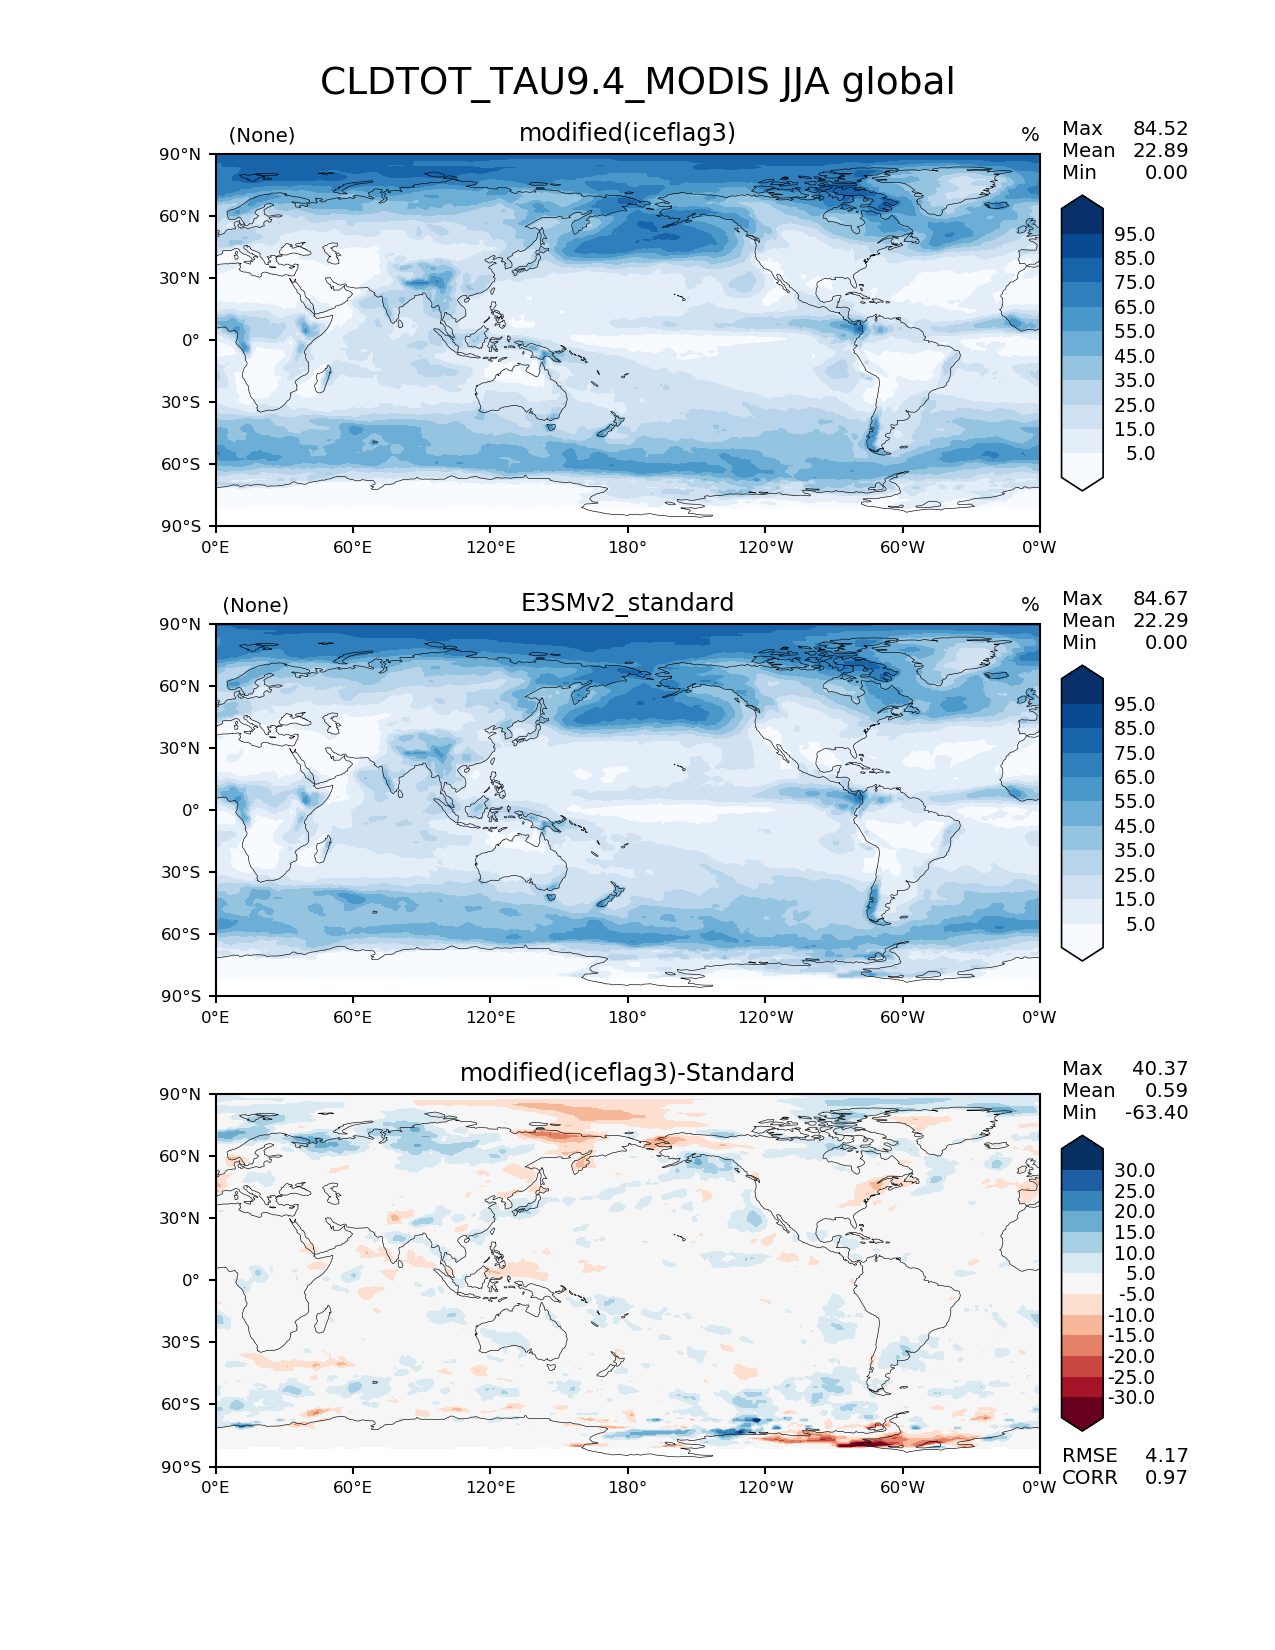 CLDTOT_TAU9.4_MODIS JJA global
(None) modified(iceflag3) %
Max 84.52
Mean 22.89
Min 0.00
90°N
60°N
30°N
0°
30°S
60°S
90°S
0°E 60°E 120°E 180° 120°W 60°W 0°W
95.0
85.0
75.0
65.0
55.0
45.0
35.0
25.0
15.0
5.0
(None) E3SMv2_standard %
Max 84.67
Mean 22.29
Min 0.00
90°N
60°N
30°N
0°
30°S
60°S
90°S
0°E 60°E 120°E 180° 120°W 60°W 0°W
95.0
85.0
75.0
65.0
55.0
45.0
35.0
25.0
15.0
5.0
modified(iceflag3)-Standard
Max 40.37
Mean 0.59
Min -63.40
90°N
60°N
30°N
0°
30°S
60°S
90°S
0°E 60°E 120°E 180° 120°W 60°W 0°W
30.0
25.0
20.0
15.0
10.0
5.0
-5.0
-10.0
-15.0
-20.0
-25.0
-30.0
RMSE 4.17
CORR 0.97